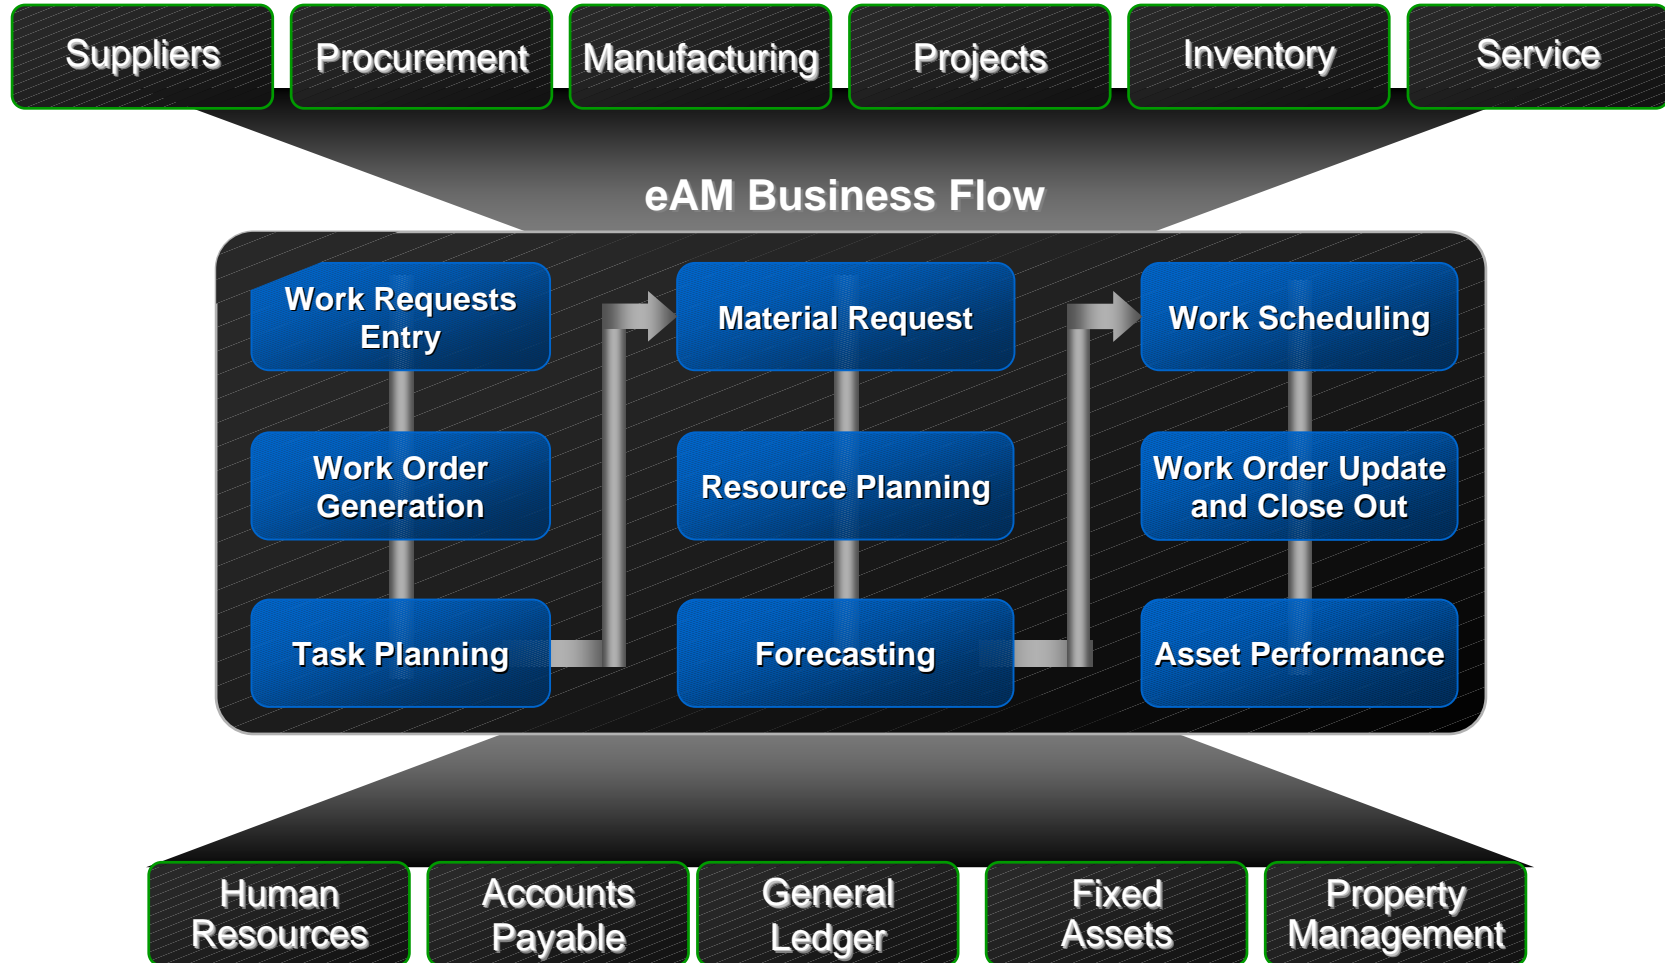 Suppliers
Procurement
Manufacturing
Projects
Inventory
Service
eAM Business Flow
Work Requests
Entry
Material Request
Work Scheduling
Work Order
Generation
Resource Planning
Work Order Update
and Close Out
Task Planning
Forecasting
Asset Performance
Human
Resources
Accounts
Payable
General
Ledger
Fixed
Assets
Property
Management